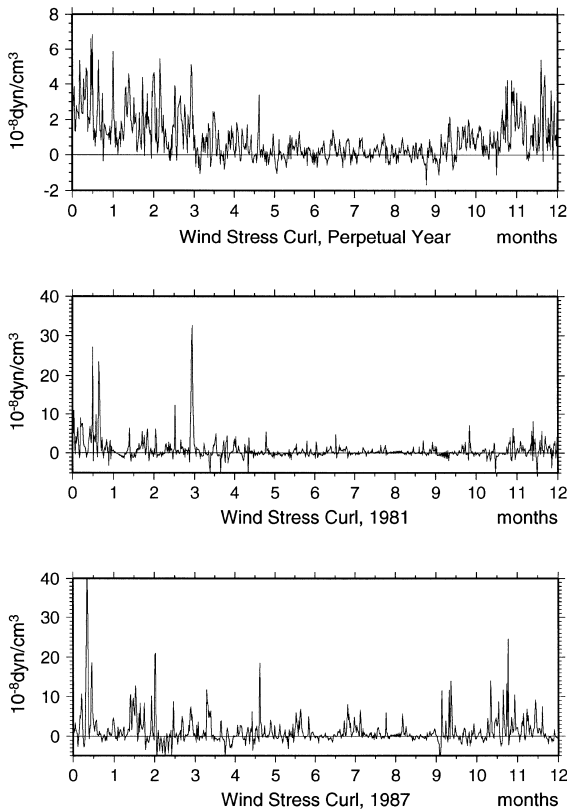 8
6
4
2
0
-2
10-8dyn/cm3
0 1 2 3 4 5 6 7 8 9 10 11 12
Wind Stress Curl, Perpetual Year months
40
30
20
10
0
10-8dyn/cm3
0 1 2 3 4 5 6 7 8 9 10 11 12
Wind Stress Curl, 1981 months
40
30
20
10
0
10-8dyn/cm3
0 1 2 3 4 5 6 7 8 9 10 11 12
Wind Stress Curl, 1987 months